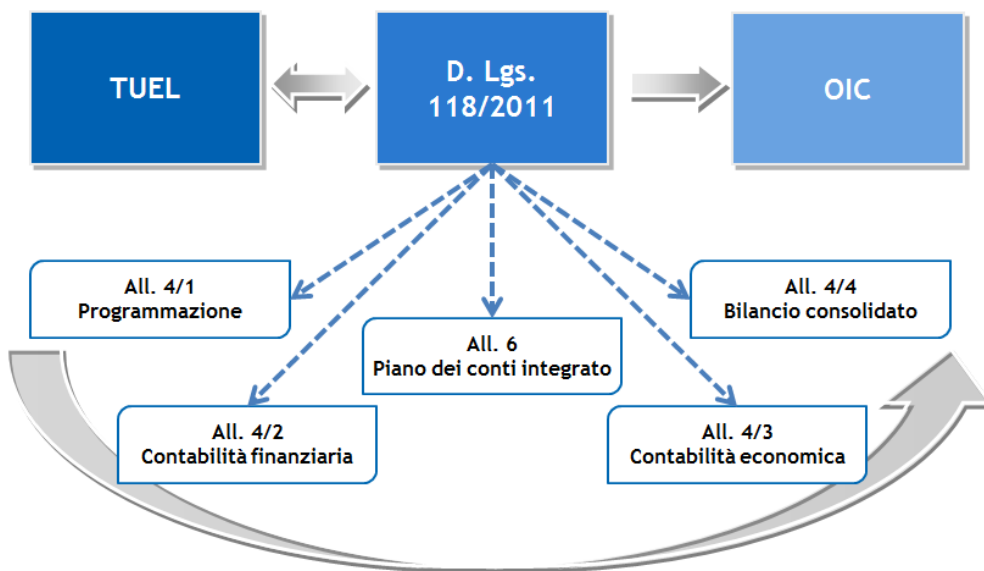 TUEL
D. Lgs.
118/2011
OIC
All. 4/1
Programmazione
All. 4/4
Bilancio consolidato
All. 6
Piano dei conti integrato
All. 4/2
Contabilità finanziaria
All. 4/3
Contabilità economica